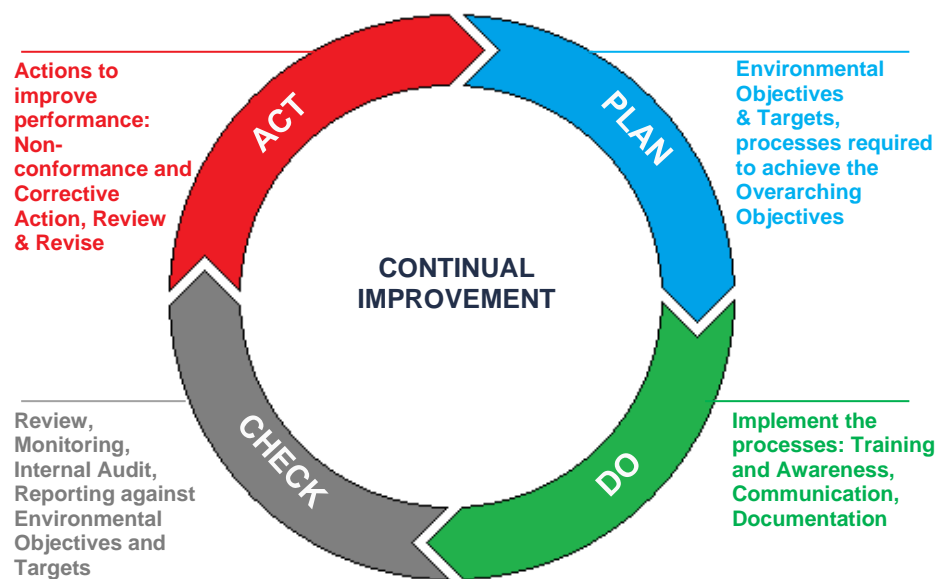 Actions to
improve
performance:
Non-
conformance and
Corrective
Action, Review
& Revise
ACT
PLAN
Environmental
Objectives
& Targets,
processes required
to achieve the
Overarching
Objectives
CONTINUAL
IMPROVEMENT
Review,
Monitoring,
Internal Audit,
Reporting against
Environmental
Objectives and
Targets
CHECK
DO
Implement the
processes: Training
and Awareness,
Communication,
Documentation